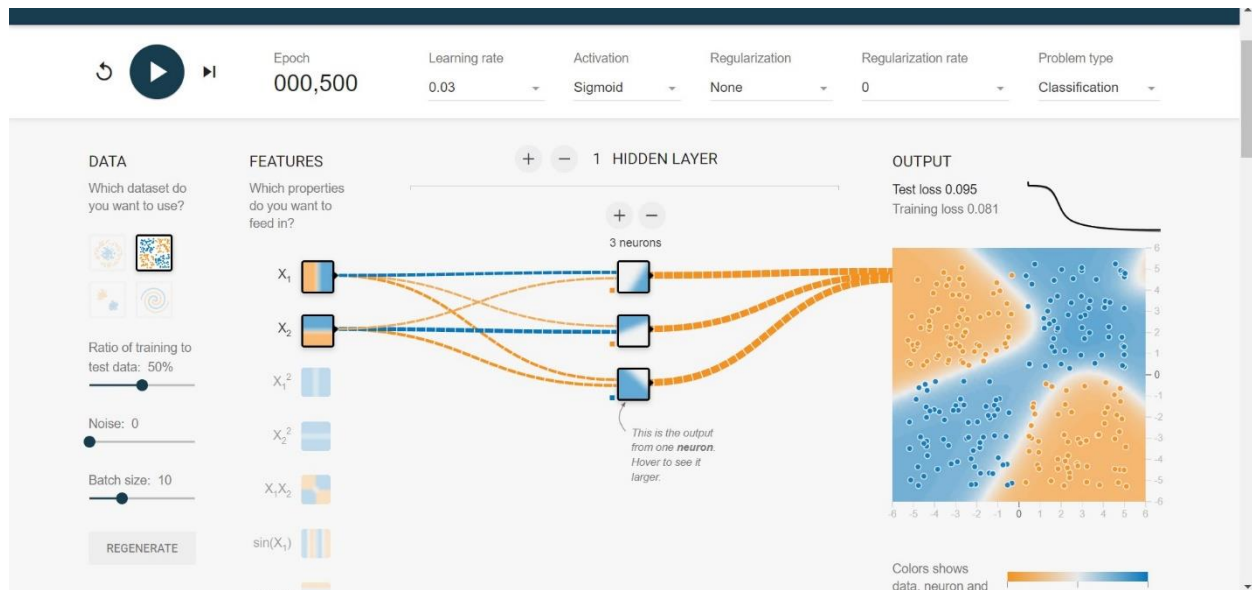 Epoch
000,500
Learning rate
0.03
Activation
Sigmoid
Regularization
None
Regularization rate
0
Problem type
Classification
DATA
Which dataset do
you want to use?
Ratio of training to
test data: 50%
Noise: 0
Batch size: 10
REGENERATE
FEATURES
Which properties
do you want to
feed in?
X₁
X₂
X₁²
X₂²
X₁X₂
sin(X₁)
+ − 1 HIDDEN LAYER
+ −
3 neurons
This is the output
from one neuron.
Hover to see it
larger.
OUTPUT
Test loss 0.095
Training loss 0.081
6
5
4
3
2
1
0
-1
-2
-3
-4
-5
-6
-6 -5 -4 -3 -2 -1 0 1 2 3 4 5 6
Colors shows
data, neuron and